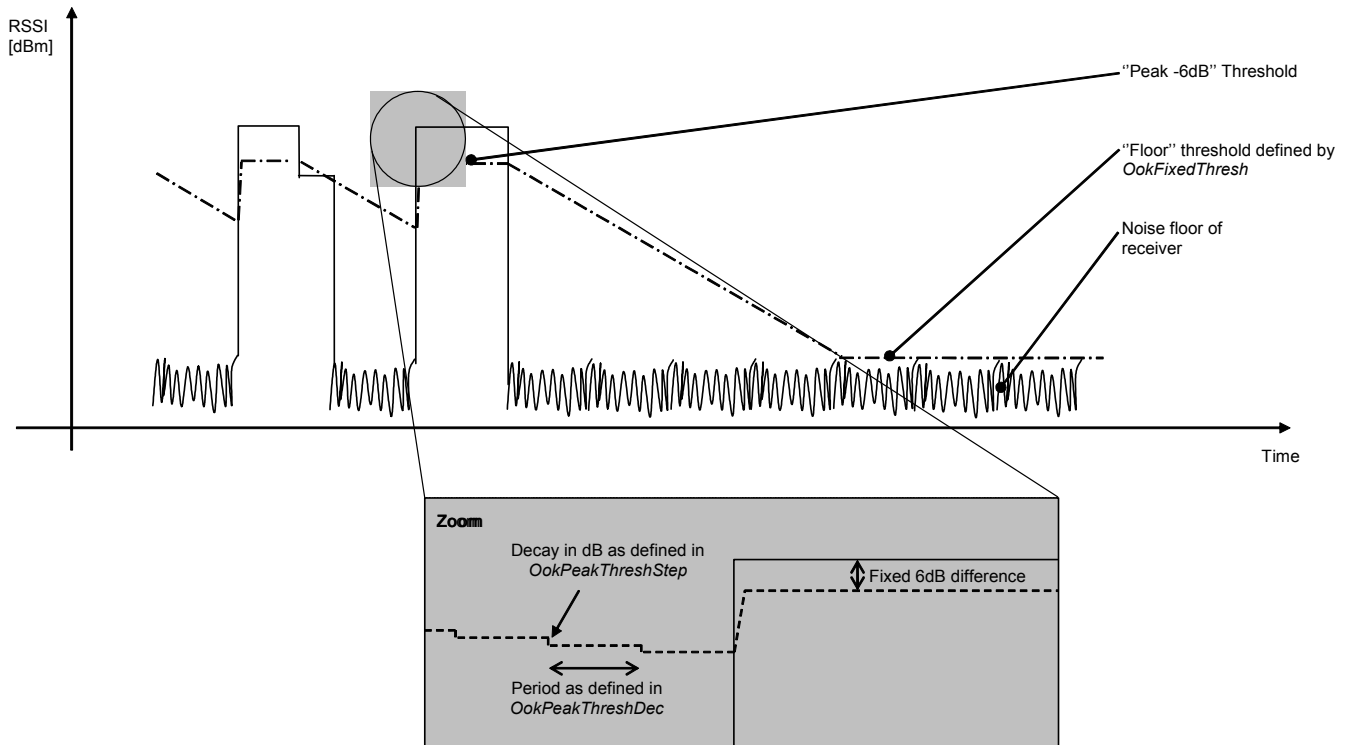 RSSI
[dBm]
‘‘Peak -6dB’’ Threshold
‘‘Floor’’ threshold defined by
OokFixedThresh
Noise floor of
receiver
Time
Zoom
Decay in dB as defined in
OokPeakThreshStep
Fixed 6dB difference
Period as defined in
OokPeakThreshDec